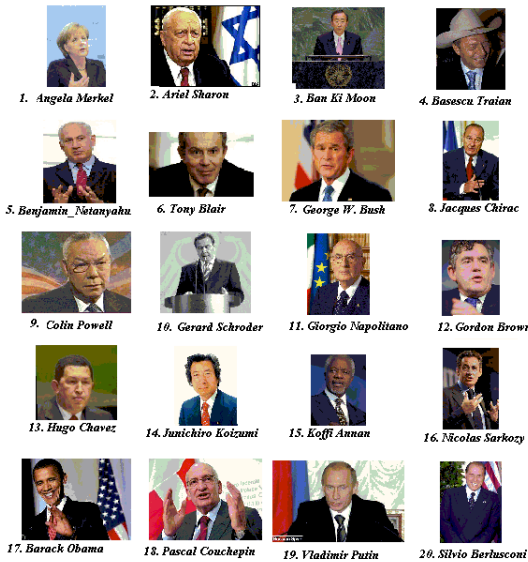 1. Angela Merkel
2. Ariel Sharon
3. Ban Ki Moon
4. Basescu Traian
5. Benjamin_Netanyahu
6. Tony Blair
7. George W. Bush
8. Jacques Chirac
9. Colin Powell
10. Gerard Schroder
11. Giorgio Napolitano
12. Gordon Brown
13. Hugo Chavez
14. Junichiro Koizumi
15. Koffi Annan
16. Nicolas Sarkozy
17. Barack Obama
18. Pascal Couchepin
19. Vladimir Putin
20. Silvio Berlusconi